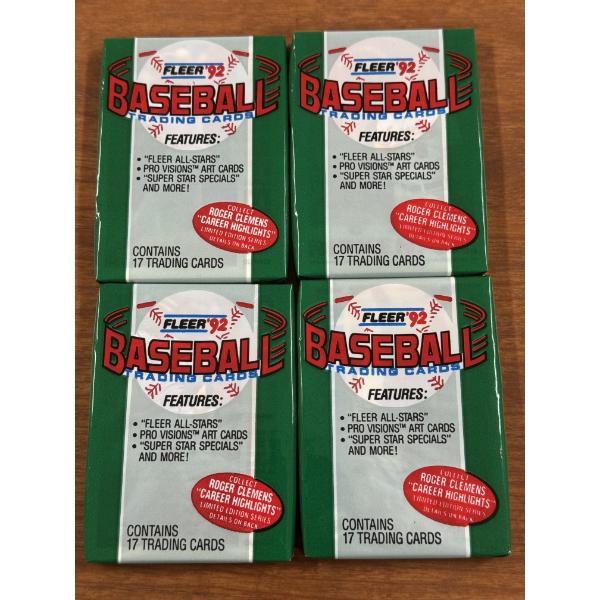 FLEER '92
BASEBALL
TRADING CARDS
FEATURES:
• "FLEER ALL-STARS"
• PRO VISIONS™ ART CARDS
• "SUPER STAR SPECIALS"
AND MORE!
COLLECT
ROGER CLEMENS
"CAREER HIGHLIGHTS"
LIMITED EDITION SERIES
DETAILS ON BACK
CONTAINS
17 TRADING CARDS
FLEER '92
BASEBALL
TRADING CARDS
FEATURES:
• "FLEER ALL-STARS"
• PRO VISIONS™ ART CARDS
• "SUPER STAR SPECIALS"
AND MORE!
COLLECT
ROGER CLEMENS
"CAREER HIGHLIGHTS"
LIMITED EDITION SERIES
DETAILS ON BACK
CONTAINS
17 TRADING CARDS
FLEER '92
BASEBALL
TRADING CARDS
FEATURES:
• "FLEER ALL-STARS"
• PRO VISIONS™ ART CARDS
• "SUPER STAR SPECIALS"
AND MORE!
COLLECT
ROGER CLEMENS
"CAREER HIGHLIGHTS"
LIMITED EDITION SERIES
DETAILS ON BACK
CONTAINS
17 TRADING CARDS
FLEER '92
BASEBALL
TRADING CARDS
FEATURES:
• "FLEER ALL-STARS"
• PRO VISIONS™ ART CARDS
• "SUPER STAR SPECIALS"
AND MORE!
COLLECT
ROGER CLEMENS
"CAREER HIGHLIGHTS"
LIMITED EDITION SERIES
DETAILS ON BACK
CONTAINS
17 TRADING CARDS